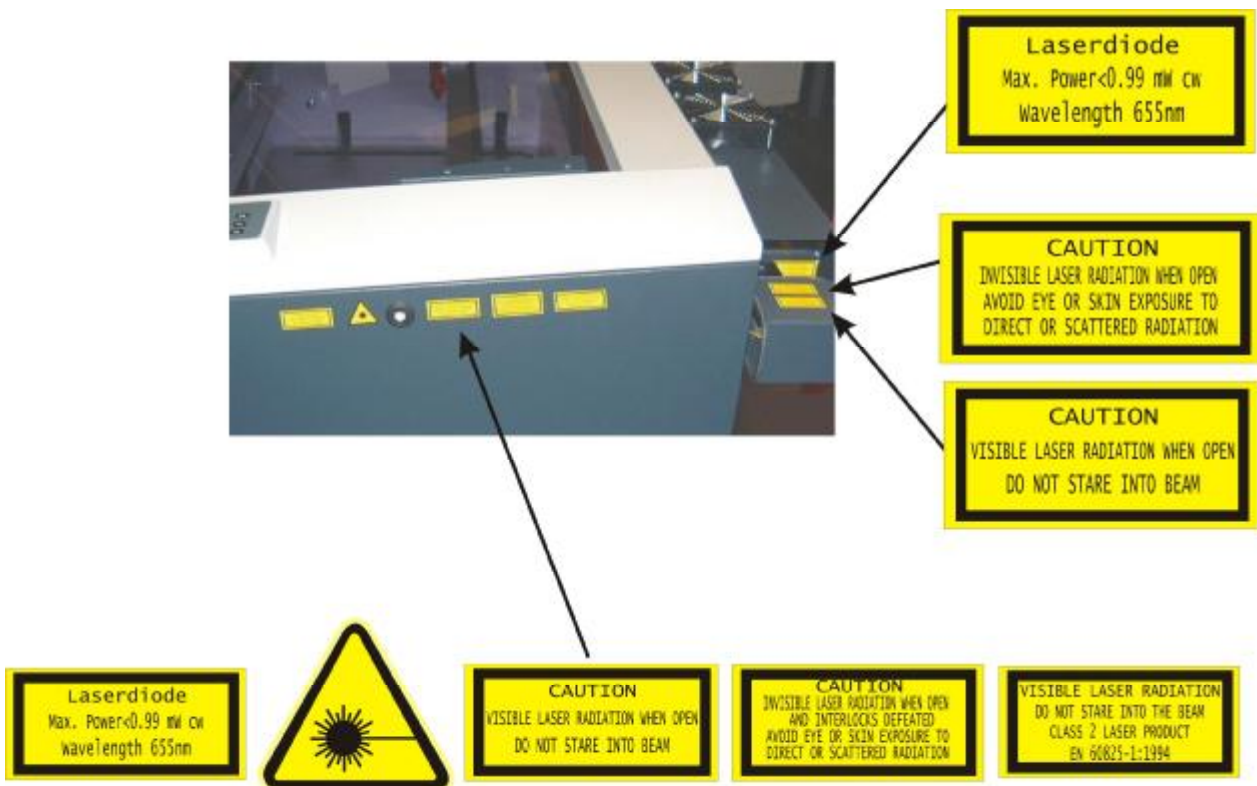 Laserdiode
Max. Power<0.99 mW cw
Wavelength 655nm
CAUTION
INVISIBLE LASER RADIATION WHEN OPEN
AVOID EYE OR SKIN EXPOSURE TO
DIRECT OR SCATTERED RADIATION
CAUTION
VISIBLE LASER RADIATION WHEN OPEN
DO NOT STARE INTO BEAM
Laserdiode
Max. Power<0.99 mW cw
Wavelength 655nm
CAUTION
VISIBLE LASER RADIATION WHEN OPEN
DO NOT STARE INTO BEAM
CAUTION
INVISIBLE LASER RADIATION WHEN OPEN
AND INTERLOCKS DEFEATED
AVOID EYE OR SKIN EXPOSURE TO
DIRECT OR SCATTERED RADIATION
VISIBLE LASER RADIATION
DO NOT STARE INTO THE BEAM
CLASS 2 LASER PRODUCT
EN 60825-1:1994